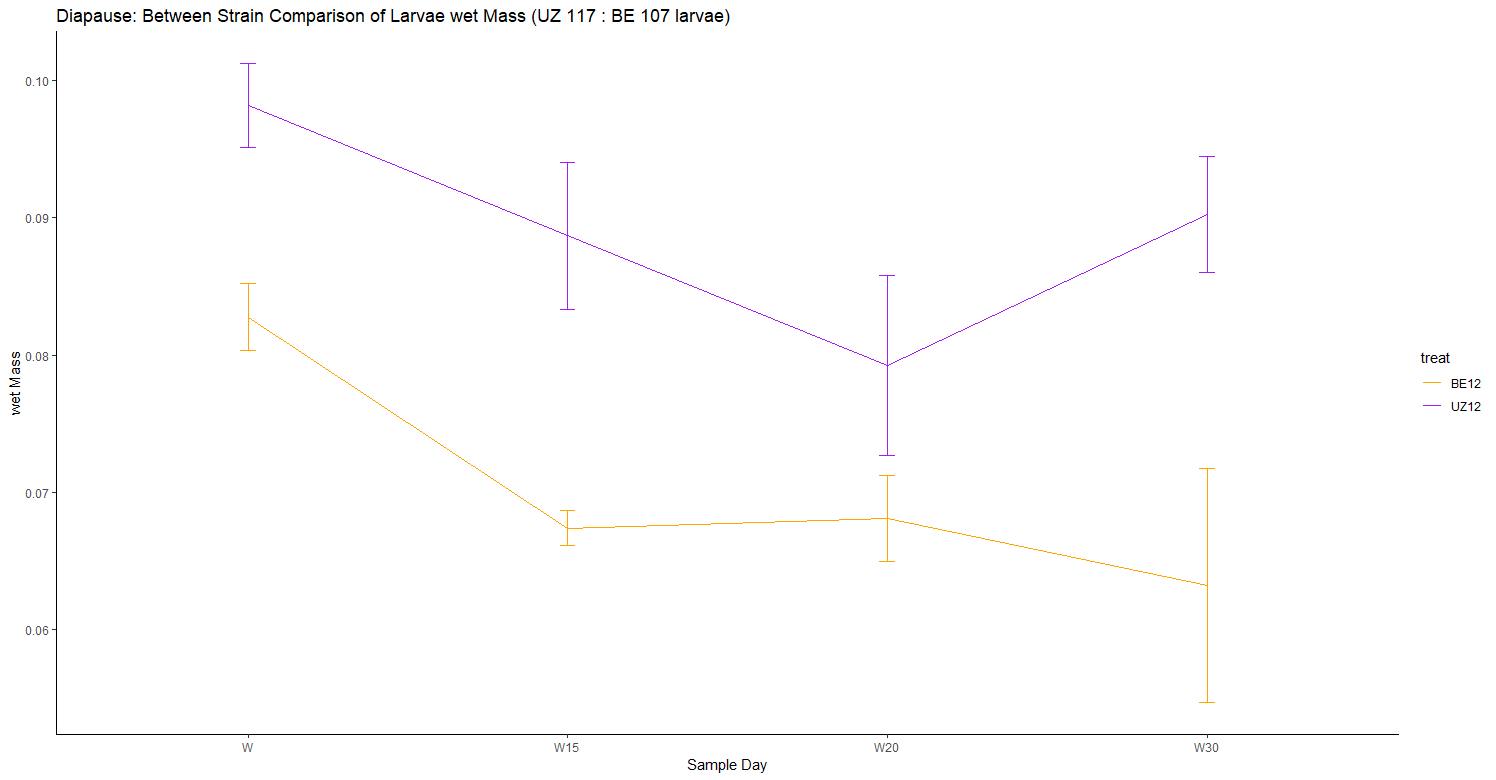 Diapause: Between Strain Comparison of Larvae wet Mass (UZ 117 : BE 107 larvae)
0.10
0.09
0.08
0.07
0.06
wet Mass
W
W15
W20
W30
Sample Day
treat
BE12
UZ12